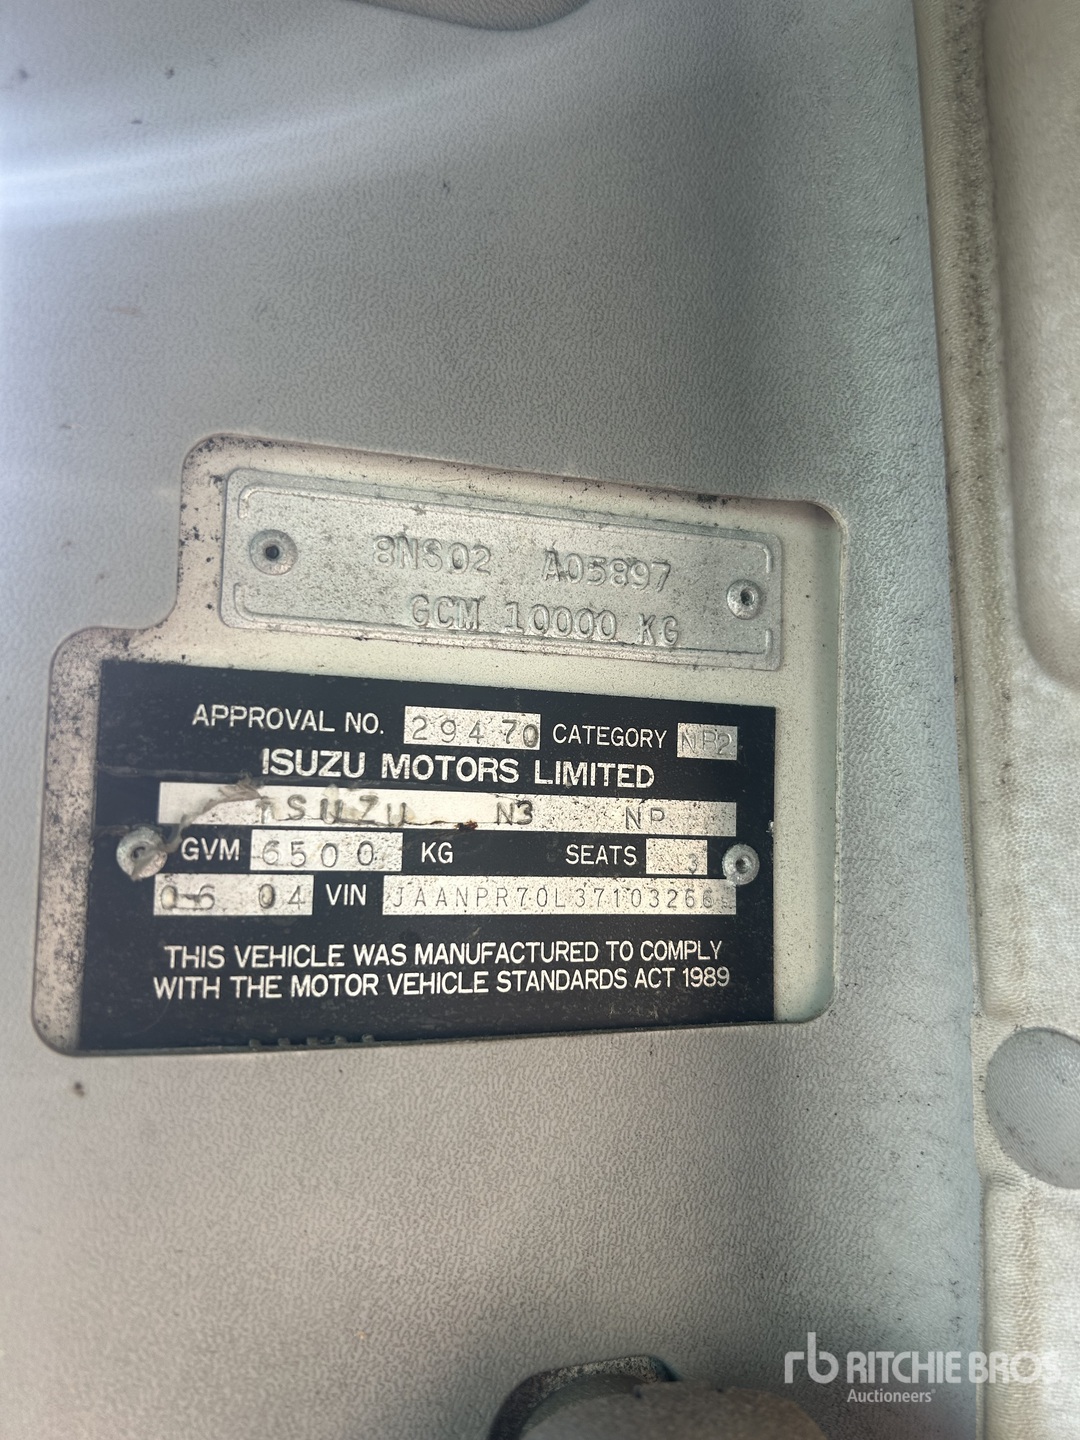 8NS02 A05897
GCM 10000 KG
APPROVAL NO. 29470 CATEGORY NP2
ISUZU MOTORS LIMITED
ISUZU N3 NP
GVM 6500 KG SEATS 3
06 04 VIN JAANPR70L37103266
THIS VEHICLE WAS MANUFACTURED TO COMPLY
WITH THE MOTOR VEHICLE STANDARDS ACT 1989
rb RITCHIE BROS
Auctioneers